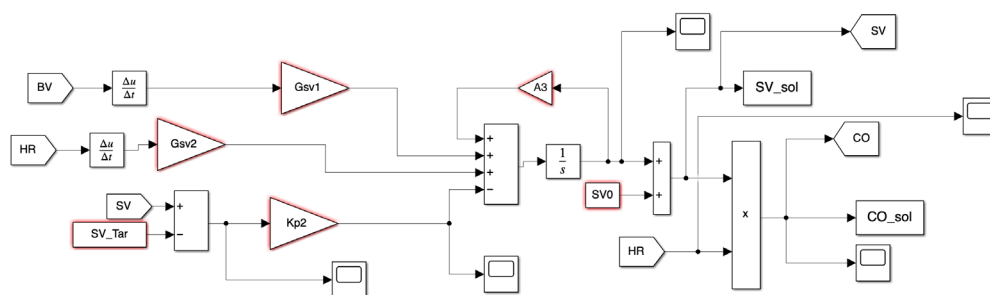 SV
SV_sol
A3
BV
Δu
Δt
Gsv1
HR
Δu
Δt
Gsv2
+
+
+
−
1
s
+
+
SV0
CO
SV
+
−
SV_Tar
Kp2
x
CO_sol
HR